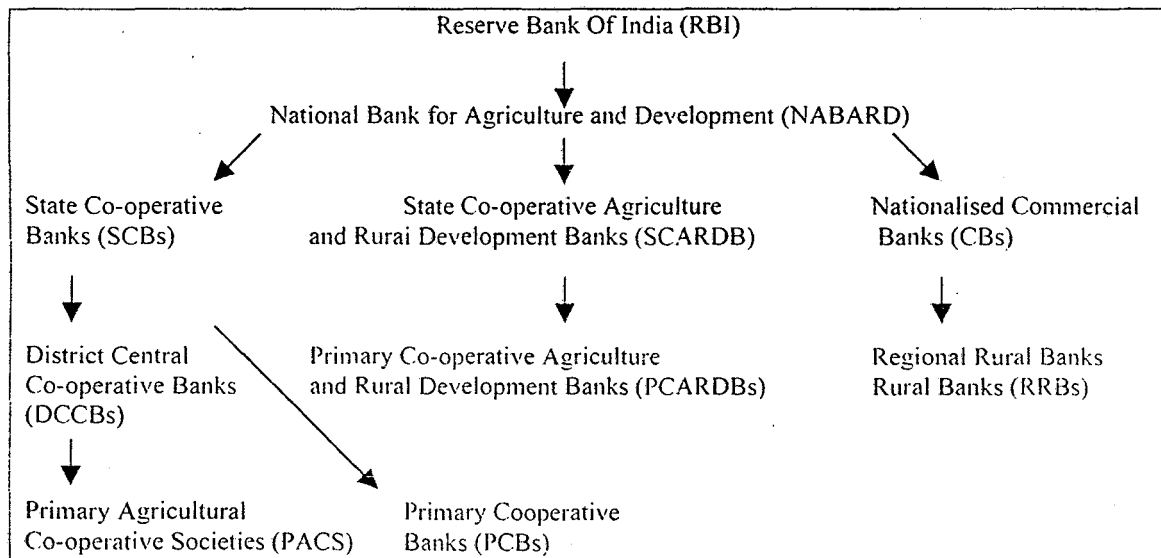 Reserve Bank Of India (RBI)
National Bank for Agriculture and Development (NABARD)
State Co-operative
Banks (SCBs)
State Co-operative Agriculture
and Rurai Development Banks (SCARDB)
Nationalised Commercial
Banks (CBs)
District Central
Co-operative Banks
(DCCBs)
Primary Co-operative Agriculture
and Rural Development Banks (PCARDBs)
Regional Rural Banks
Rural Banks (RRBs)
Primary Agricultural
Co-operative Societies (PACS)
Primary Cooperative
Banks (PCBs)